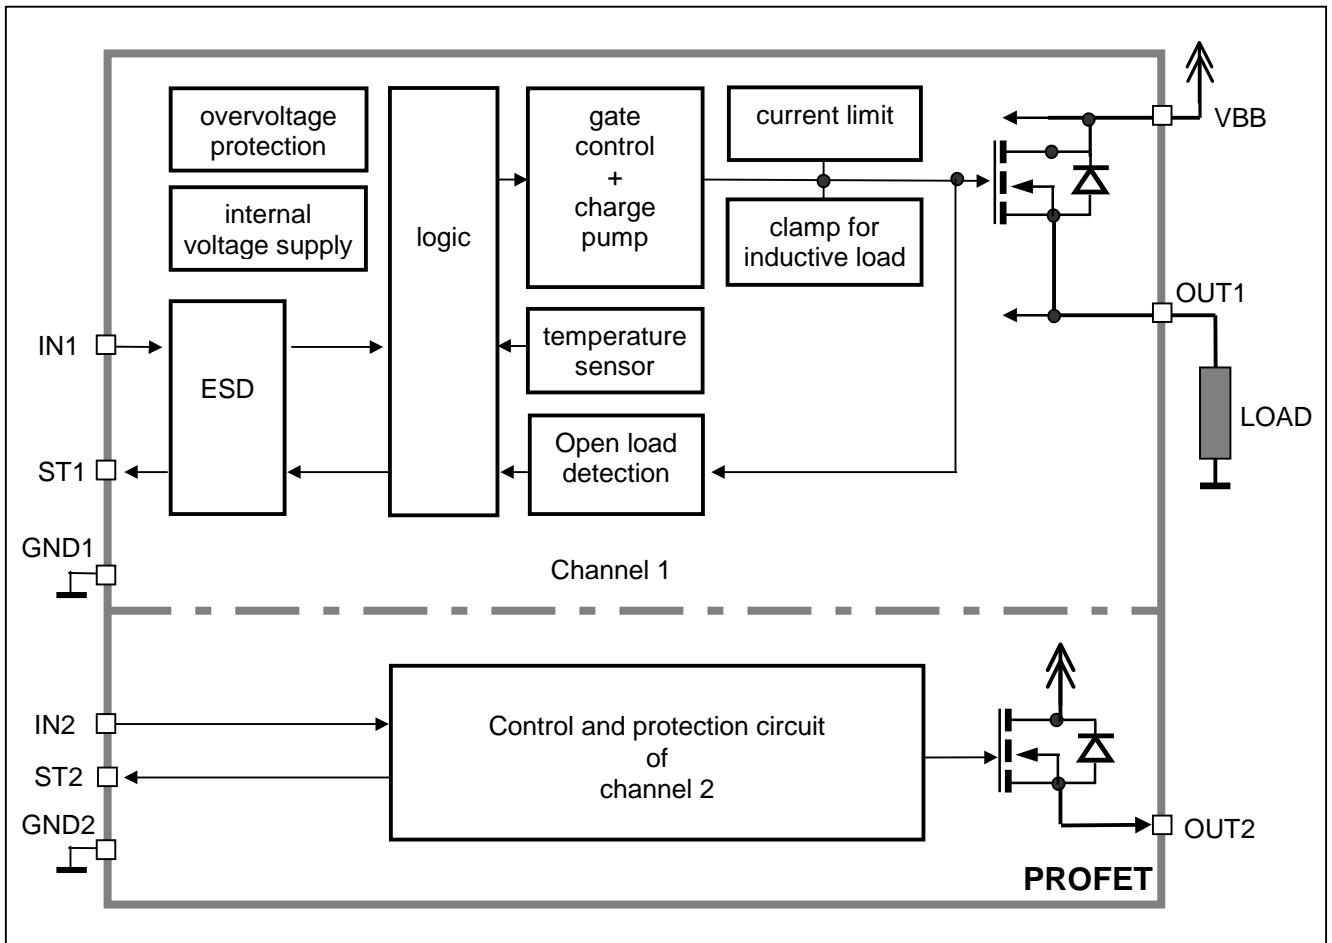 overvoltage
protection
internal
voltage supply
logic
gate
control
+
charge
pump
current limit
clamp for
inductive load
VBB
OUT1
LOAD
IN1
ESD
temperature
sensor
ST1
Open load
detection
GND1
Channel 1
IN2
ST2
GND2
Control and protection circuit
of
channel 2
OUT2
PROFET